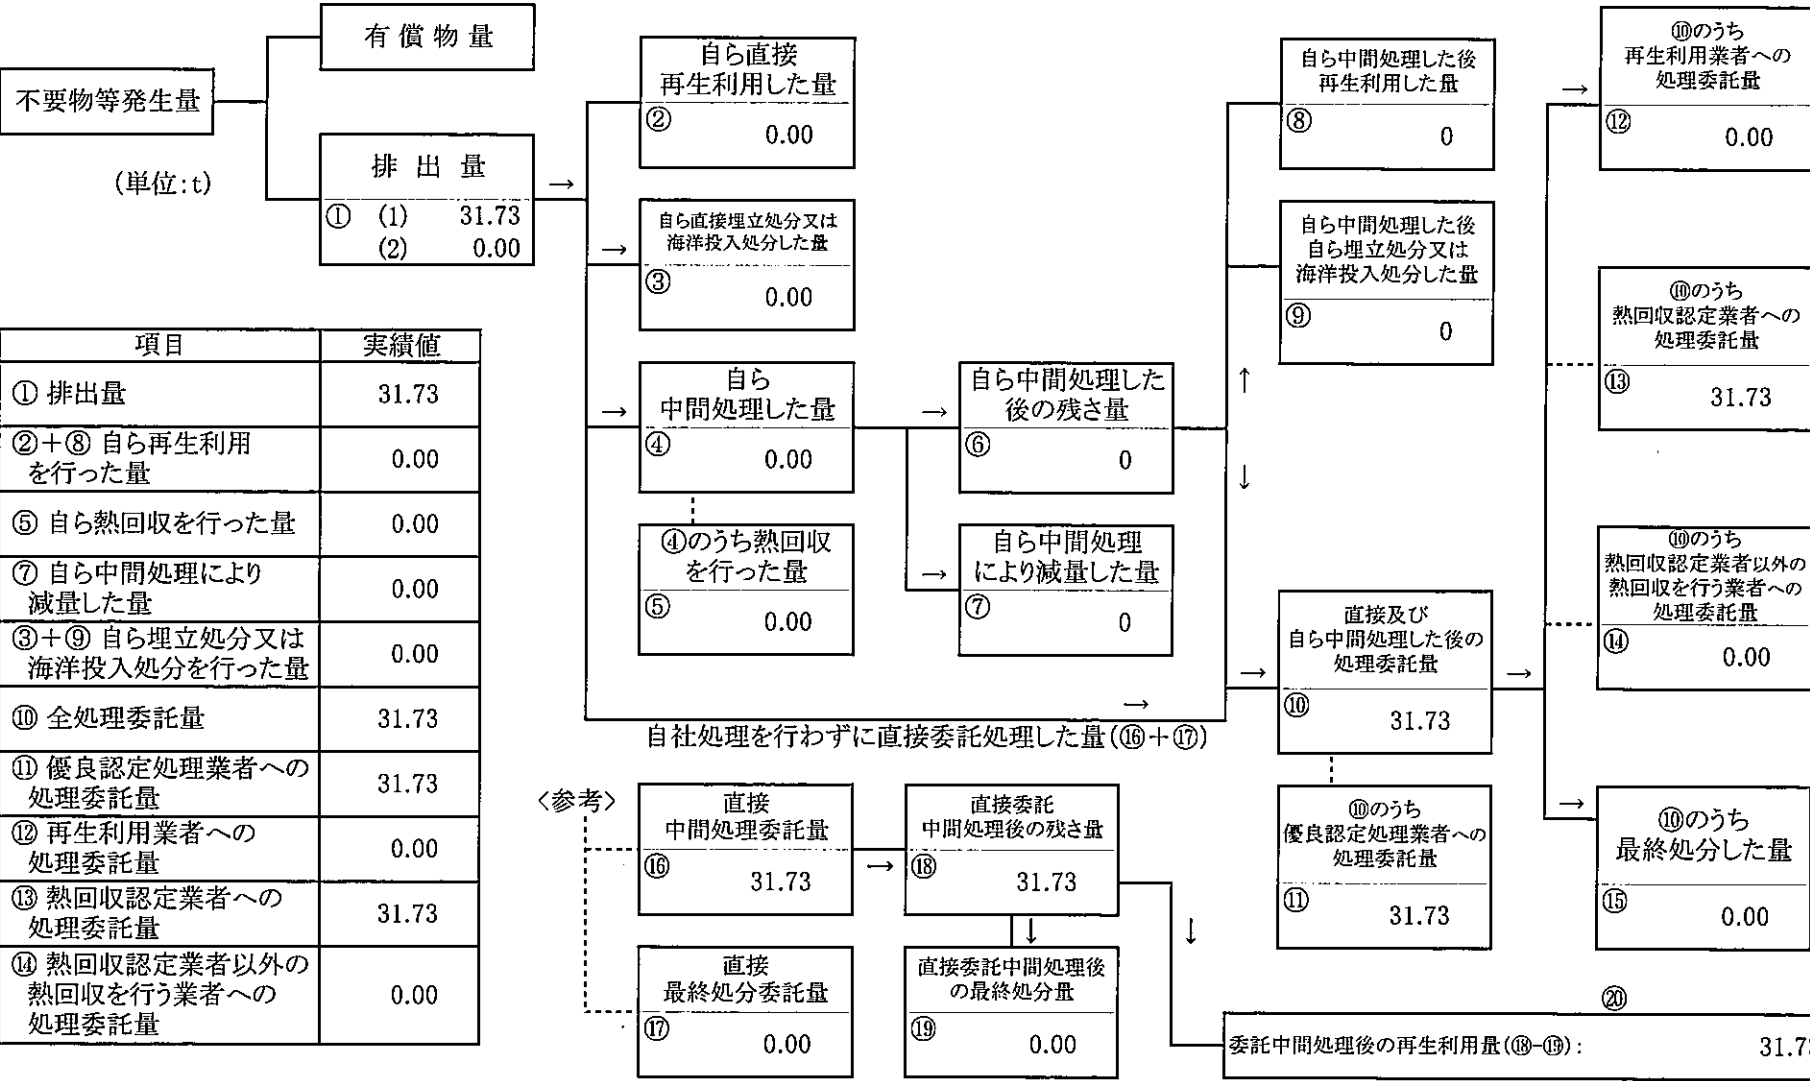 有 償 物 量
不要物等発生量
(単位:t)
排 出 量
① (1) 31.73
(2) 0.00
→
自ら直接
再生利用した量
② 0.00
→
自ら直接埋立処分又は
海洋投入処分した量
③ 0.00
→
自ら
中間処理した量
④ 0.00
④のうち熱回収
を行った量
⑤ 0.00
→
自ら中間処理した
後の残さ量
⑥ 0
→
自ら中間処理
により減量した量
⑦ 0
↑
↓
自ら中間処理した後
再生利用した量
⑧ 0
自ら中間処理した後
自ら埋立処分又は
海洋投入処分した量
⑨ 0
→
自社処理を行わずに直接委託処理した量(⑯+⑰)
→
直接及び
自ら中間処理した後の
処理委託量
⑩ 31.73
⑩のうち
優良認定処理業者への
処理委託量
⑪ 31.73
→
→
⑩のうち
再生利用業者への
処理委託量
⑫ 0.00
⑩のうち
熱回収認定業者への
処理委託量
⑬ 31.73
⑩のうち
熱回収認定業者以外の
熱回収を行う業者への
処理委託量
⑭ 0.00
→
⑩のうち
最終処分した量
⑮ 0.00
項目 実績値
① 排出量 31.73
②+⑧ 自ら再生利用
を行った量 0.00
⑤ 自ら熱回収を行った量 0.00
⑦ 自ら中間処理により
減量した量 0.00
③+⑨ 自ら埋立処分又は
海洋投入処分を行った量 0.00
⑩ 全処理委託量 31.73
⑪ 優良認定処理業者への
処理委託量 31.73
⑫ 再生利用業者への
処理委託量 0.00
⑬ 熱回収認定業者への
処理委託量 31.73
⑭ 熱回収認定業者以外の
熱回収を行う業者への
処理委託量 0.00
〈参考〉
直接
中間処理委託量
⑯ 31.73
→
直接委託
中間処理後の残さ量
⑱ 31.73
↓
↓
直接
最終処分委託量
⑰ 0.00
直接委託中間処理後
の最終処分量
⑲ 0.00
⑳
委託中間処理後の再生利用量(⑱-⑲): 31.73